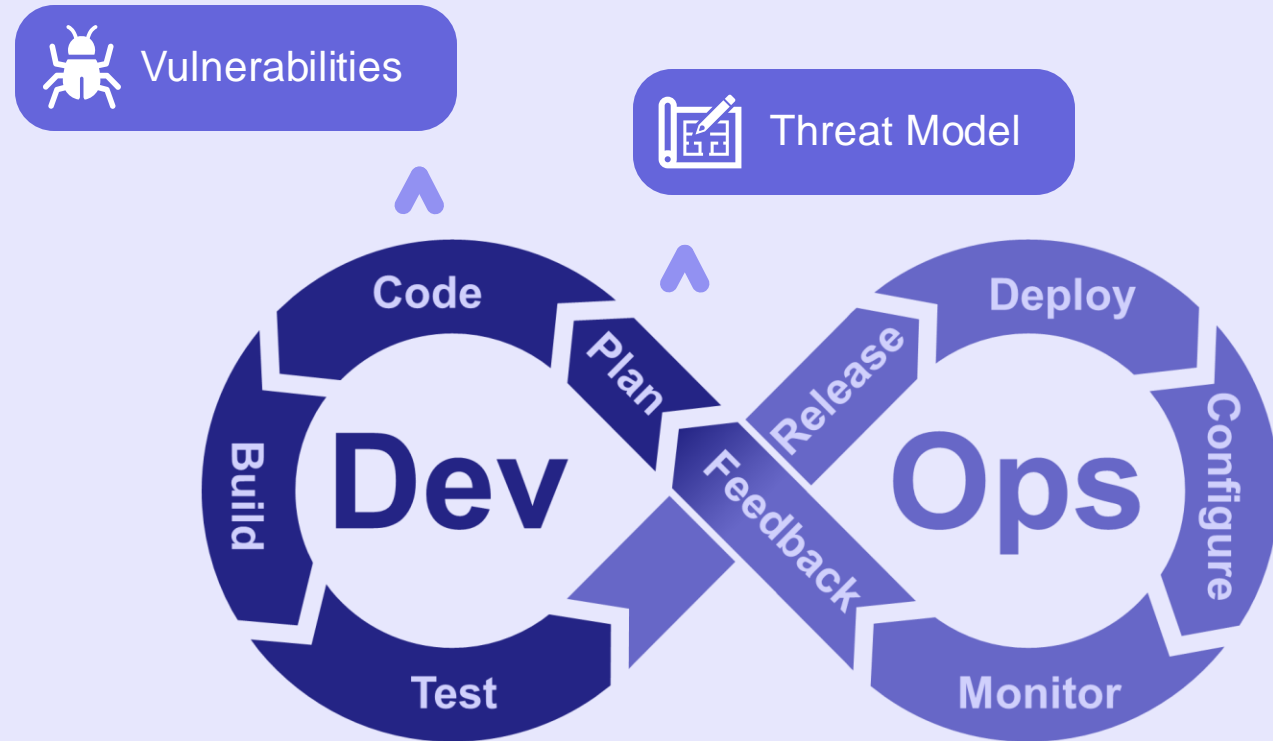 Vulnerabilities
Threat Model
Code
Plan
Build
Test
Dev
Feedback
Release
Deploy
Configure
Monitor
Ops